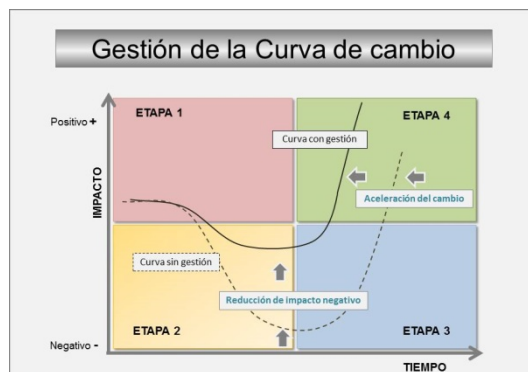 Gestión de la Curva de cambio
ETAPA 1
ETAPA 4
Positivo +
Curva con gestión
IMPACTO
Aceleración del cambio
Curva sin gestión
Reducción de impacto negativo
ETAPA 2
ETAPA 3
Negativo -
TIEMPO